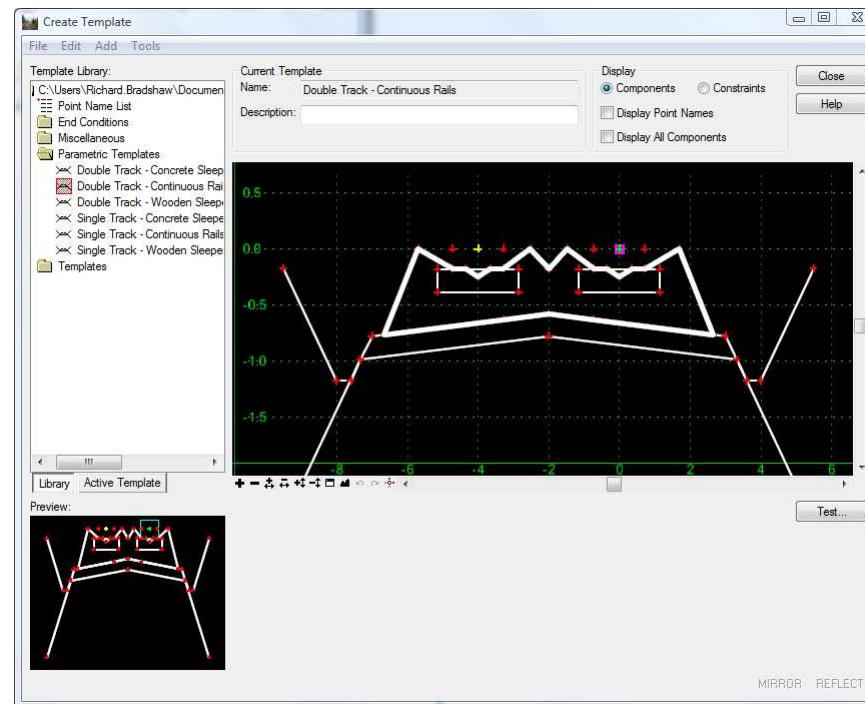 Create Template
File Edit Add Tools
Template Library:
C:\Users\Richard.Bradshaw\Documen
Point Name List
End Conditions
Miscellaneous
Parametric Templates
Double Track - Concrete Sleep
Double Track - Continuous Rai
Double Track - Wooden Sleepe
Single Track - Concrete Sleepe
Single Track - Continuous Rails
Single Track - Wooden Sleepe
Templates
Library Active Template
Current Template
Name: Double Track - Continuous Rails
Description:
Display
Components Constraints
Display Point Names
Display All Components
Close
Help
0.5
0.0
-0.5
-1.0
-1.5
-8 -6 -4 -2 0 2 4 6
Preview:
Test...
MIRROR REFLECT